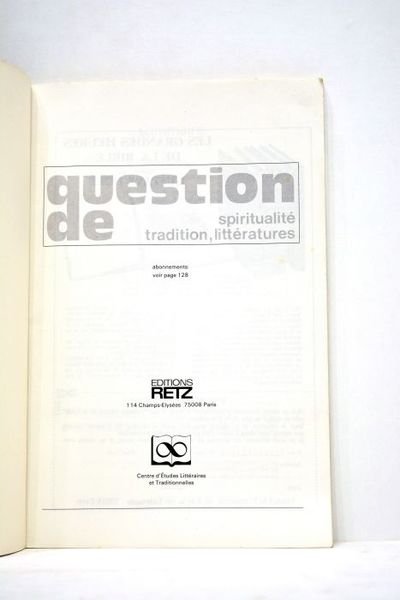 question
de
spiritualité
tradition, littératures
abonnements
voir page 128
EDITIONS
RETZ
114 Champs-Elysées 75008 Paris
Centre d'Études Littéraires
et Traditionnelles